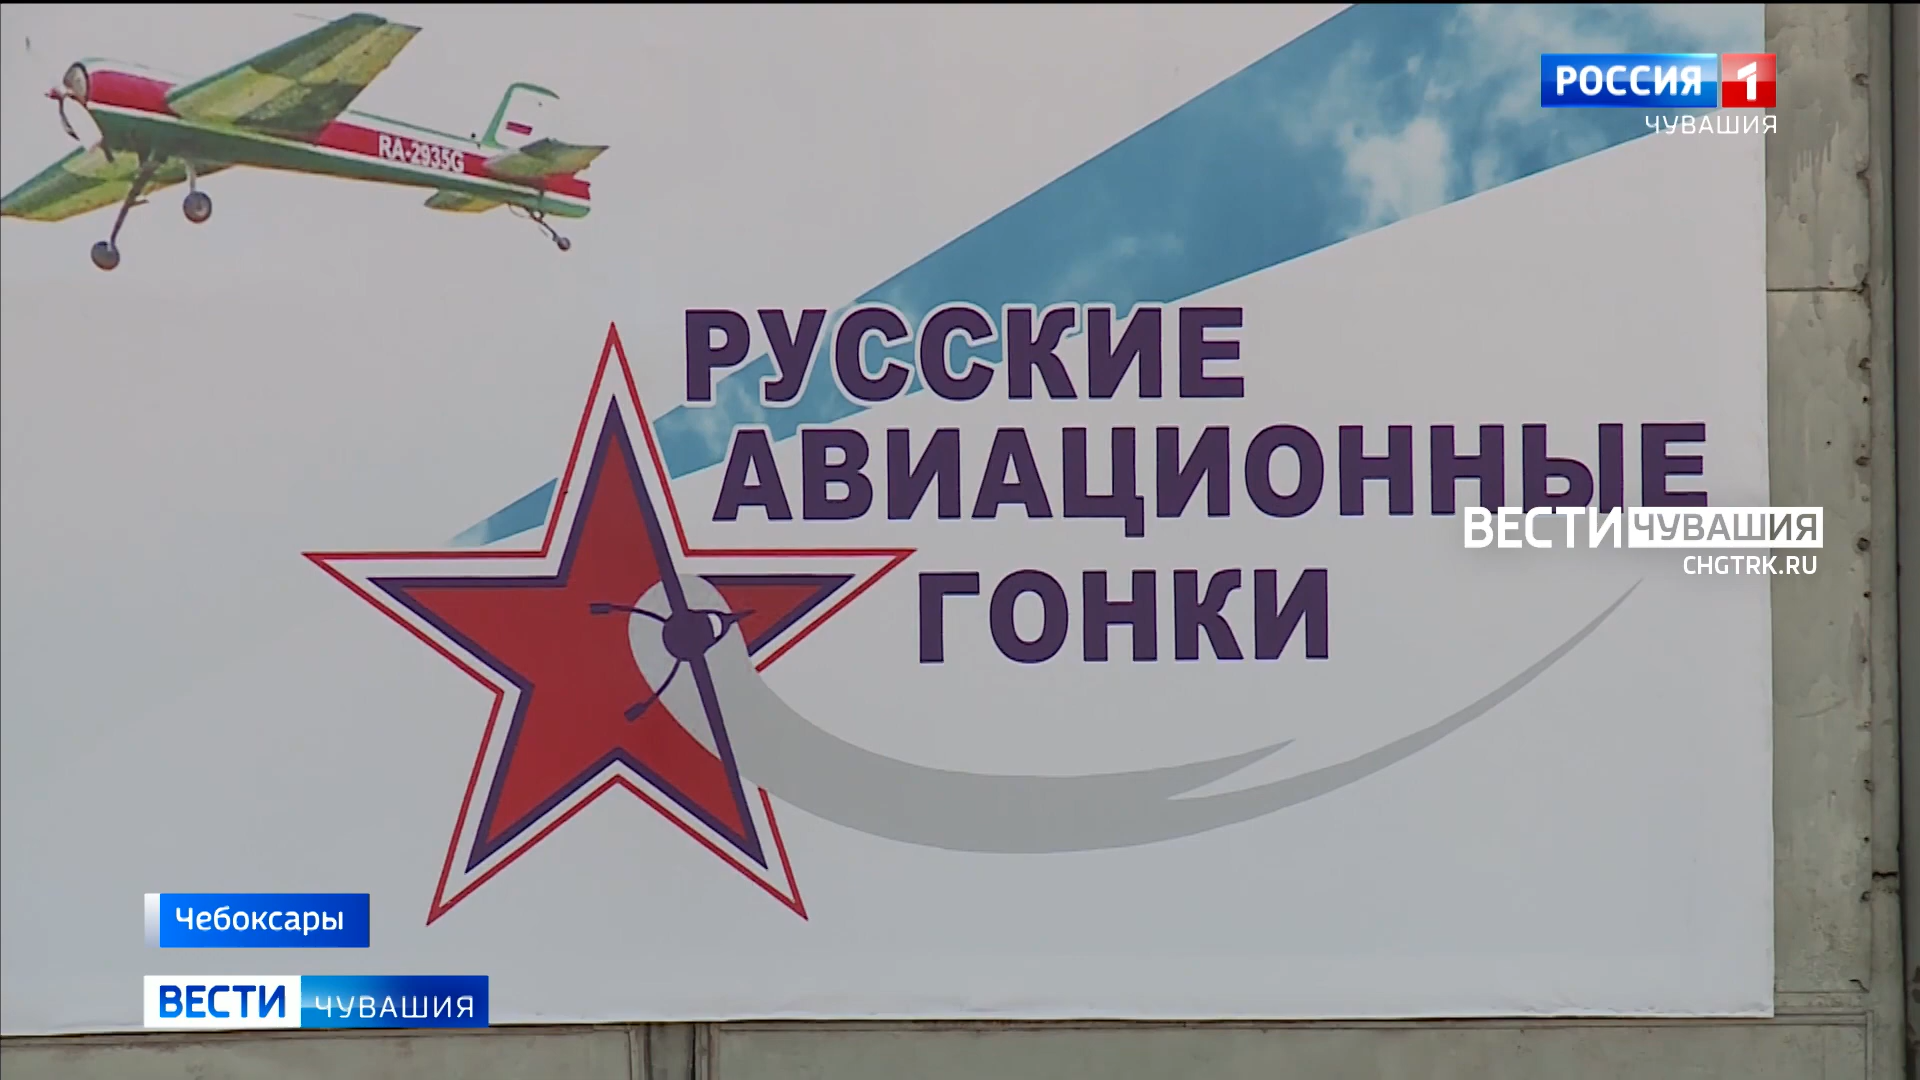 РОССИЯ 1
ЧУВАШИЯ
RA-2935G
РУССКИЕ
АВИАЦИОННЫЕ
ГОНКИ
ВЕСТИ ЧУВАШИЯ
CHGTRK.RU
Чебоксары
ВЕСТИ ЧУВАШИЯ